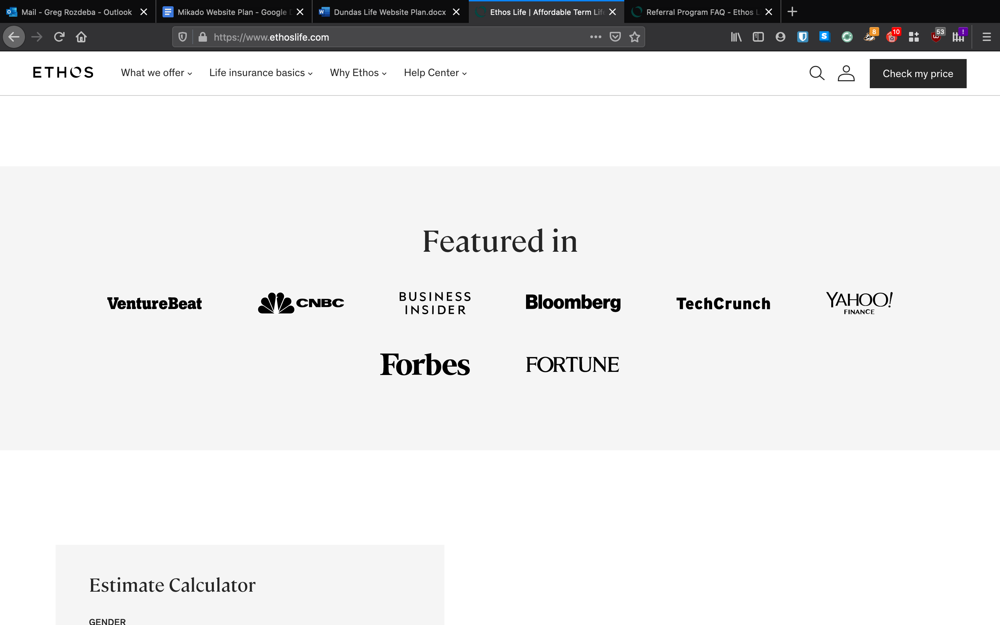 Mail - Greg Rozdeba - Outlook
Mikado Website Plan - Google D
Dundas Life Website Plan.docx
Ethos Life | Affordable Term Life
Referral Program FAQ - Ethos L
https://www.ethoslife.com
S
8
10
53
!
ETHOS
What we offer
Life insurance basics
Why Ethos
Help Center
Check my price
Featured in
VentureBeat
CNBC
BUSINESS
INSIDER
Bloomberg
TechCrunch
YAHOO!
FINANCE
Forbes
FORTUNE
Estimate Calculator
GENDER